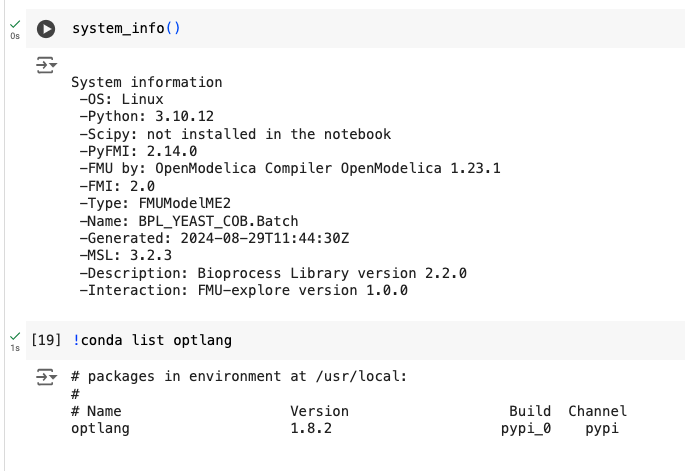 system_info()
0s
System information
-OS: Linux
-Python: 3.10.12
-Scipy: not installed in the notebook
-PyFMI: 2.14.0
-FMU by: OpenModelica Compiler OpenModelica 1.23.1
-FMI: 2.0
-Type: FMUModelME2
-Name: BPL_YEAST_COB.Batch
-Generated: 2024-08-29T11:44:30Z
-MSL: 3.2.3
-Description: Bioprocess Library version 2.2.0
-Interaction: FMU-explore version 1.0.0
[19] !conda list optlang
1s
# packages in environment at /usr/local:
#
# Name Version Build Channel
optlang 1.8.2 pypi_0 pypi